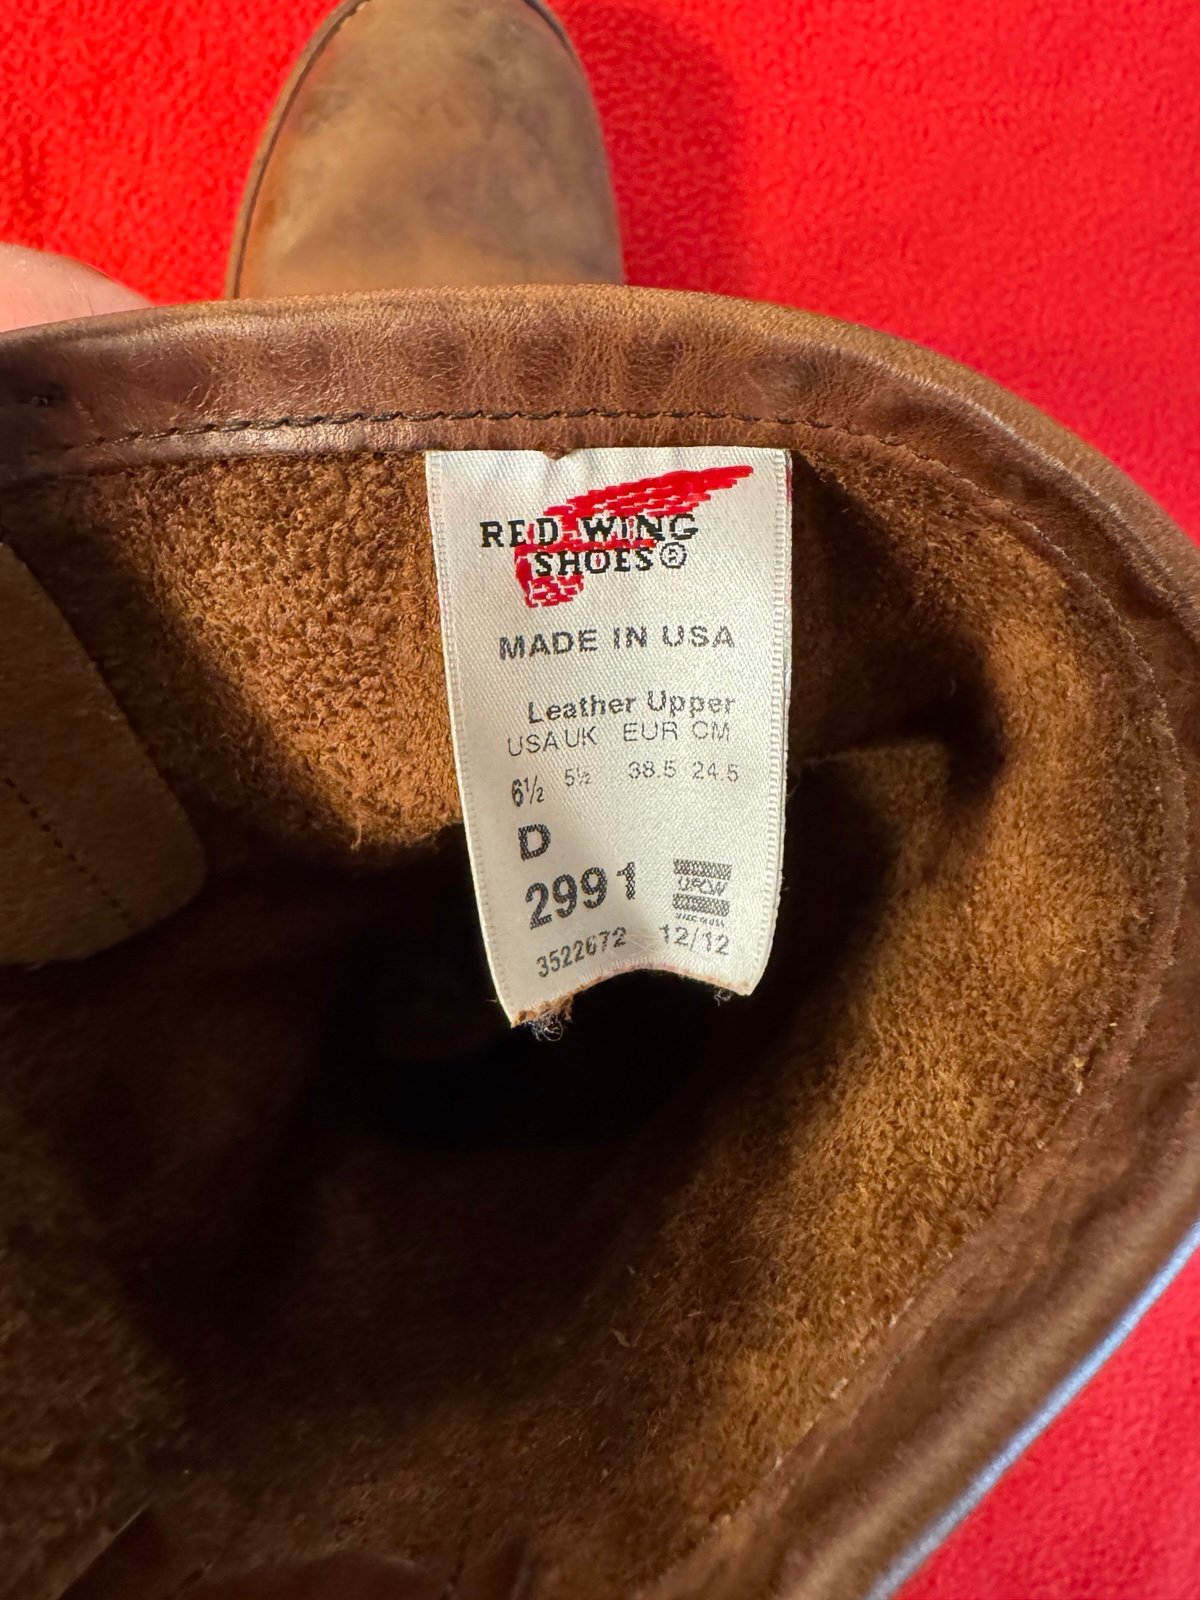 RED WING
SHOES®
MADE IN USA
Leather Upper
USA UK EUR CM
6½ 5½ 38.5 24.5
D
2991
3522672 12/12